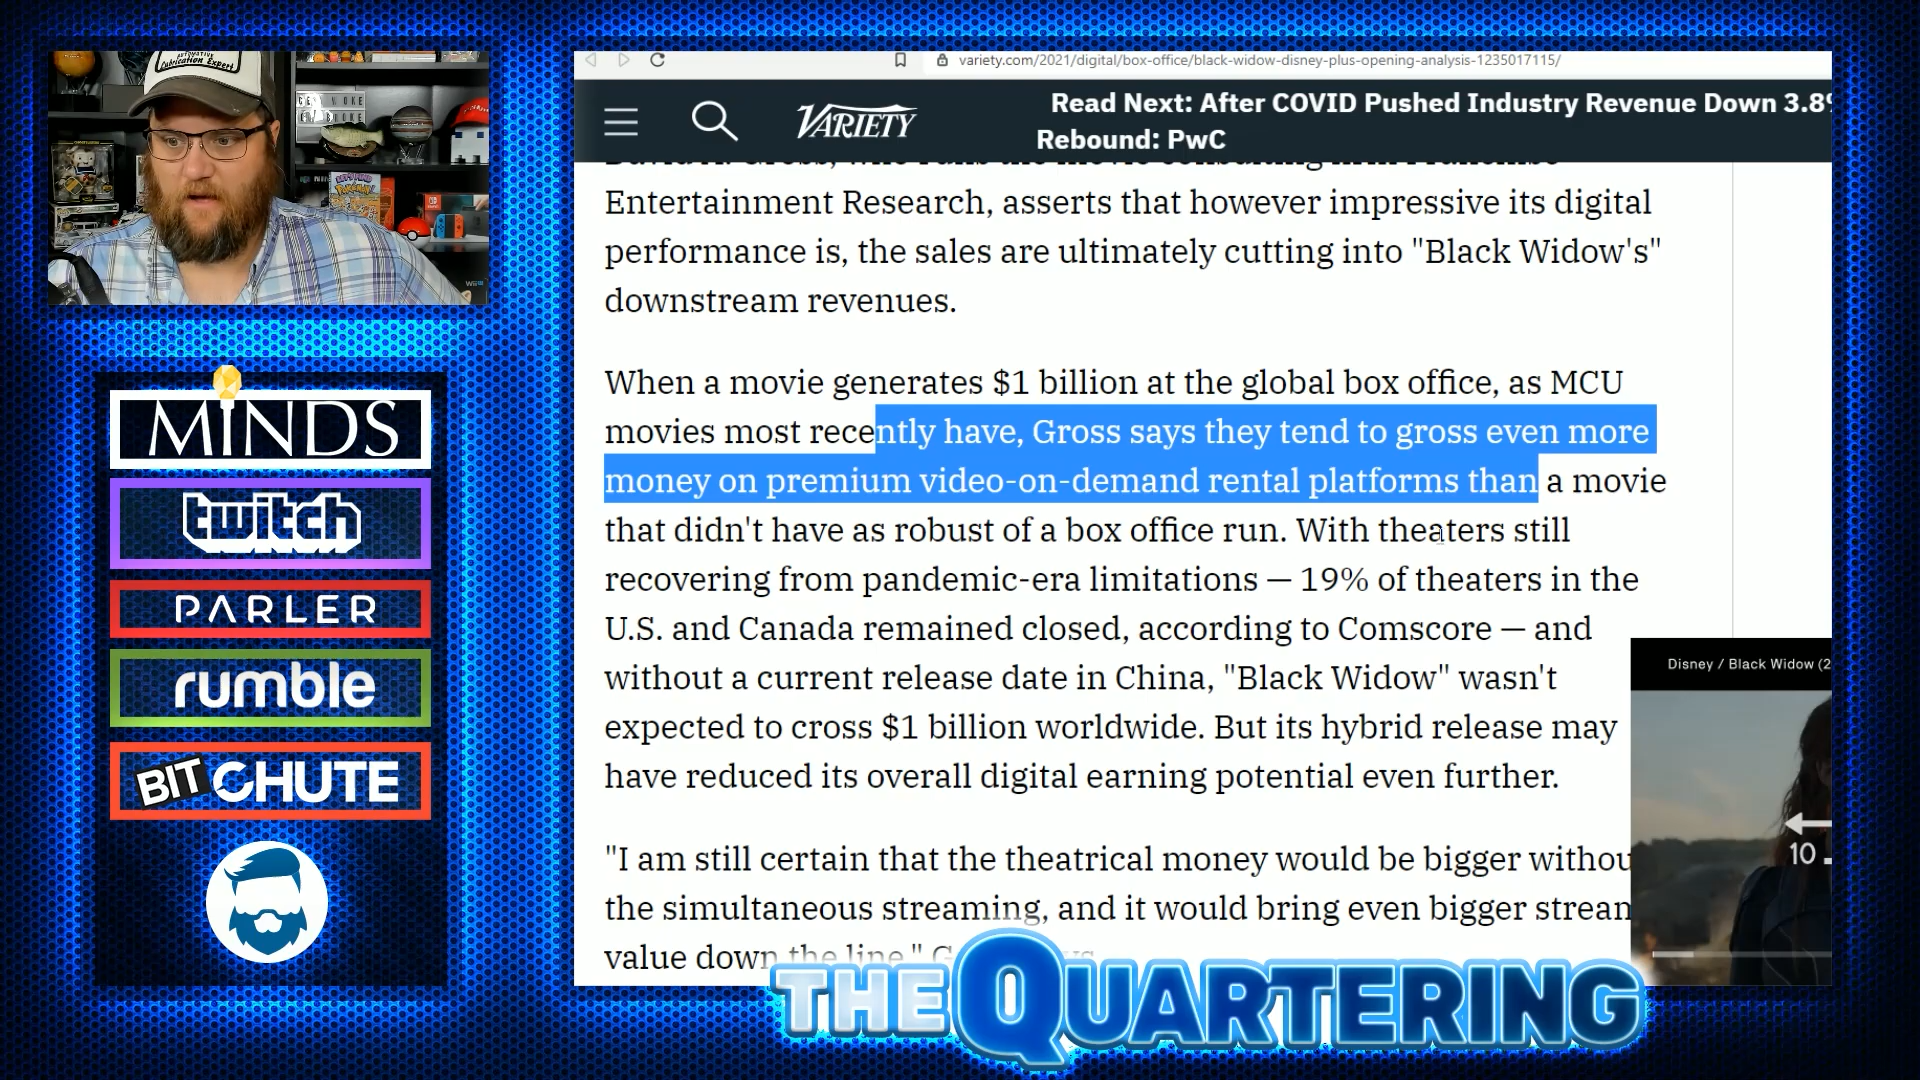 variety.com/2021/digital/box-office/black-widow-disney-plus-opening-analysis-1235017115/
VARIETY
Read Next: After COVID Pushed Industry Revenue Down 3.8%
Rebound: PwC
Entertainment Research, asserts that however impressive its digital
performance is, the sales are ultimately cutting into "Black Widow's"
downstream revenues.
When a movie generates $1 billion at the global box office, as MCU
movies most recently have, Gross says they tend to gross even more
money on premium video-on-demand rental platforms than a movie
that didn't have as robust of a box office run. With theaters still
recovering from pandemic-era limitations — 19% of theaters in the
U.S. and Canada remained closed, according to Comscore — and
without a current release date in China, "Black Widow" wasn't
expected to cross $1 billion worldwide. But its hybrid release may
have reduced its overall digital earning potential even further.
"I am still certain that the theatrical money would be bigger withou
the simultaneous streaming, and it would bring even bigger stream
value down the line,"
Disney / Black Widow (2
10
Lubrication Expert
MINDS
twitch
PARLER
rumble
BITCHUTE
THE QUARTERING